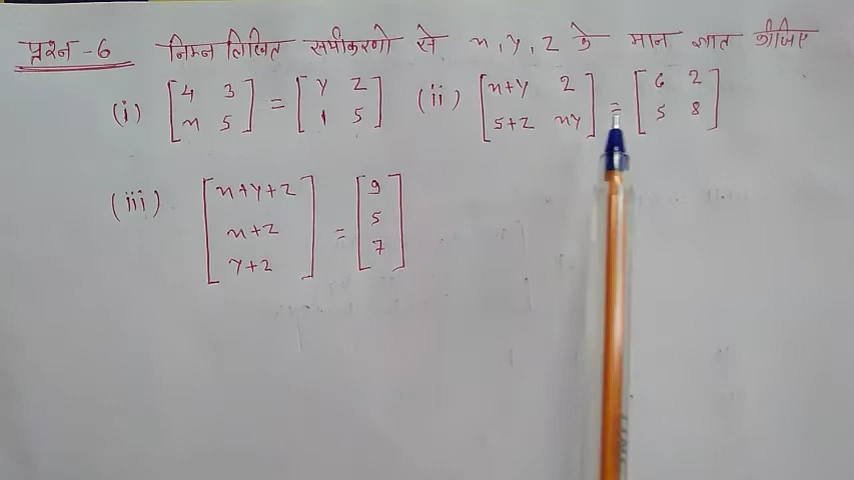 प्रश्न -6 निम्न लिखित समीकरणो से x, y, z के मान ज्ञात कीजिए
(i) [4 3 = [y z (ii) [x+y 2 = [6 2
x 5] 1 5] 5+z xy] 5 8]
(iii) [x+y+z = [9
x+z 5
y+z] 7]